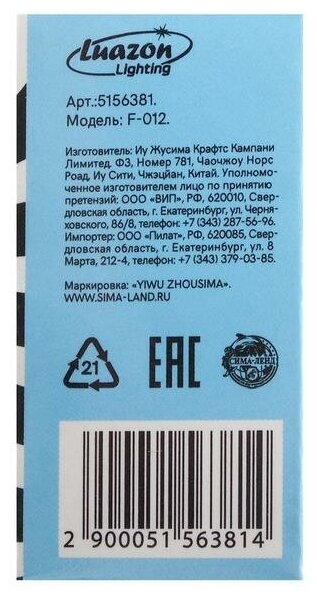 Luazon
Lighting
Арт.:5156381.
Модель: F-012.
Изготовитель: Иу Жусима Крафтс Кампани
Лимитед. Ф3, Номер 781, Чаочжоу Норс
Роад, Иу Сити, Чжэцзян, Китай. Уполномо-
ченное изготовителем лицо по принятию
претензий: ООО «ВИП», РФ, 620010, Свер-
дловская область, г. Екатеринбург, ул. Черня-
ховского, 86/8, телефон: +7 (343) 287-56-96.
Импортер: ООО «Пилат», РФ, 620085, Сверд-
ловская область, г. Екатеринбург, ул. 8
Марта, 212-4, телефон: +7 (343) 379-03-85.
Маркировка: «YIWU ZHOUSIMA».
WWW.SIMA-LAND.RU
21
EAC
СИМА-ЛЕНД
2 900051 563814